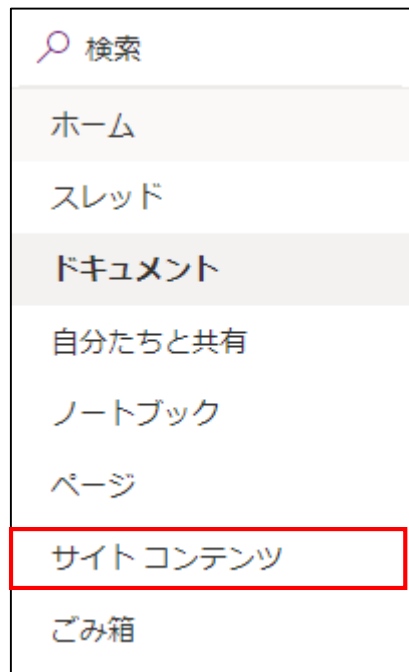 検索
ホーム
スレッド
ドキュメント
自分たちと共有
ノートブック
ページ
サイト コンテンツ
ごみ箱